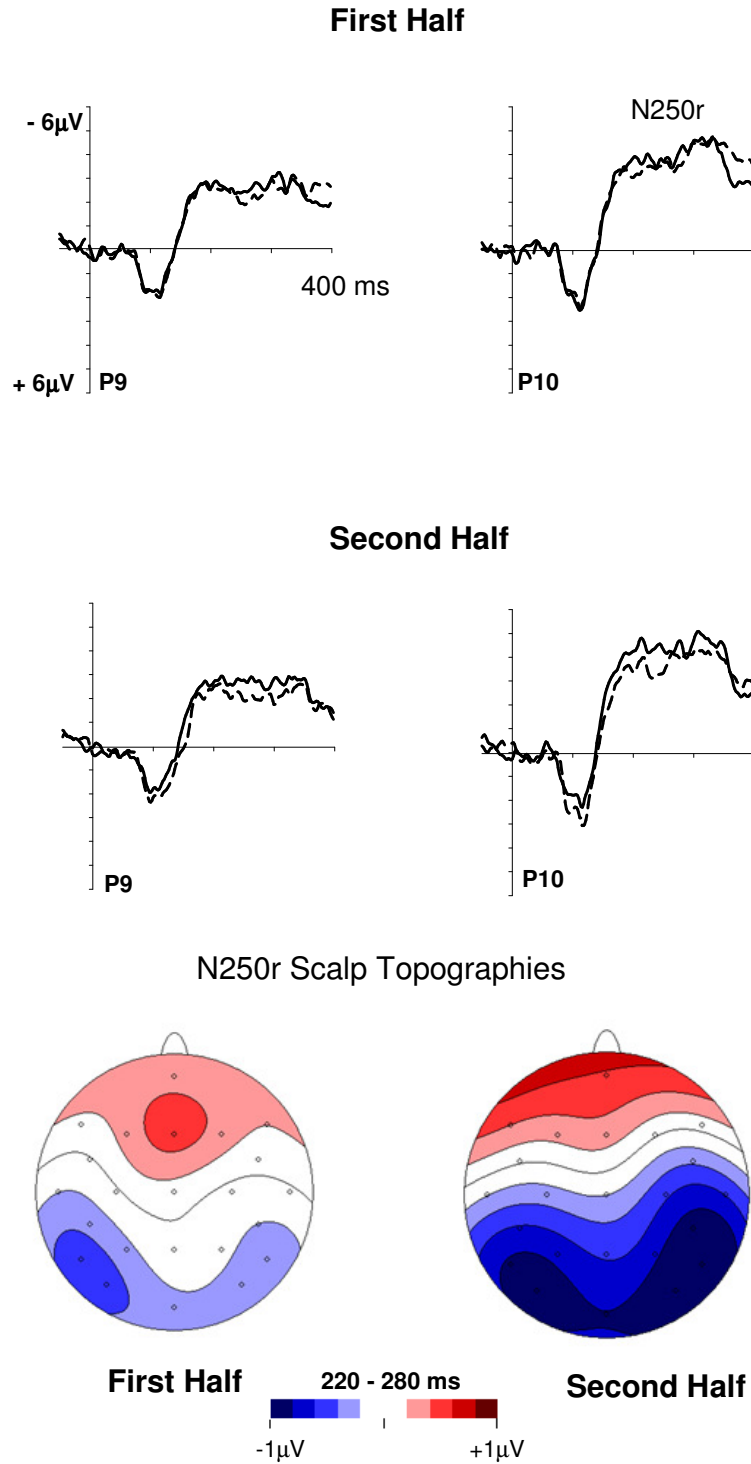 First Half
- 6µV
N250r
400 ms
+ 6µV
P9
P10
Second Half
P9
P10
N250r Scalp Topographies
First Half
220 - 280 ms
Second Half
-1µV
+1µV